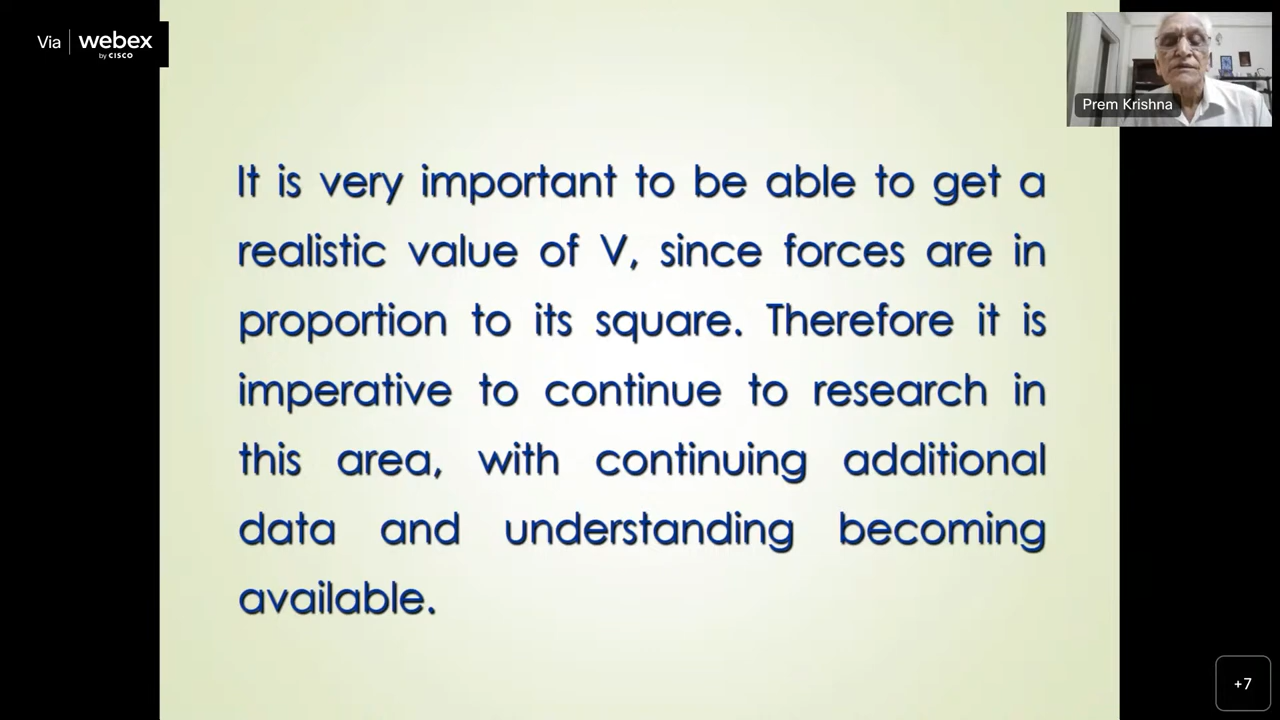 Via webex
by CISCO
Prem Krishna
It is very important to be able to get a
realistic value of V, since forces are in
proportion to its square. Therefore it is
imperative to continue to research in
this area, with continuing additional
data and understanding becoming
available.
+7